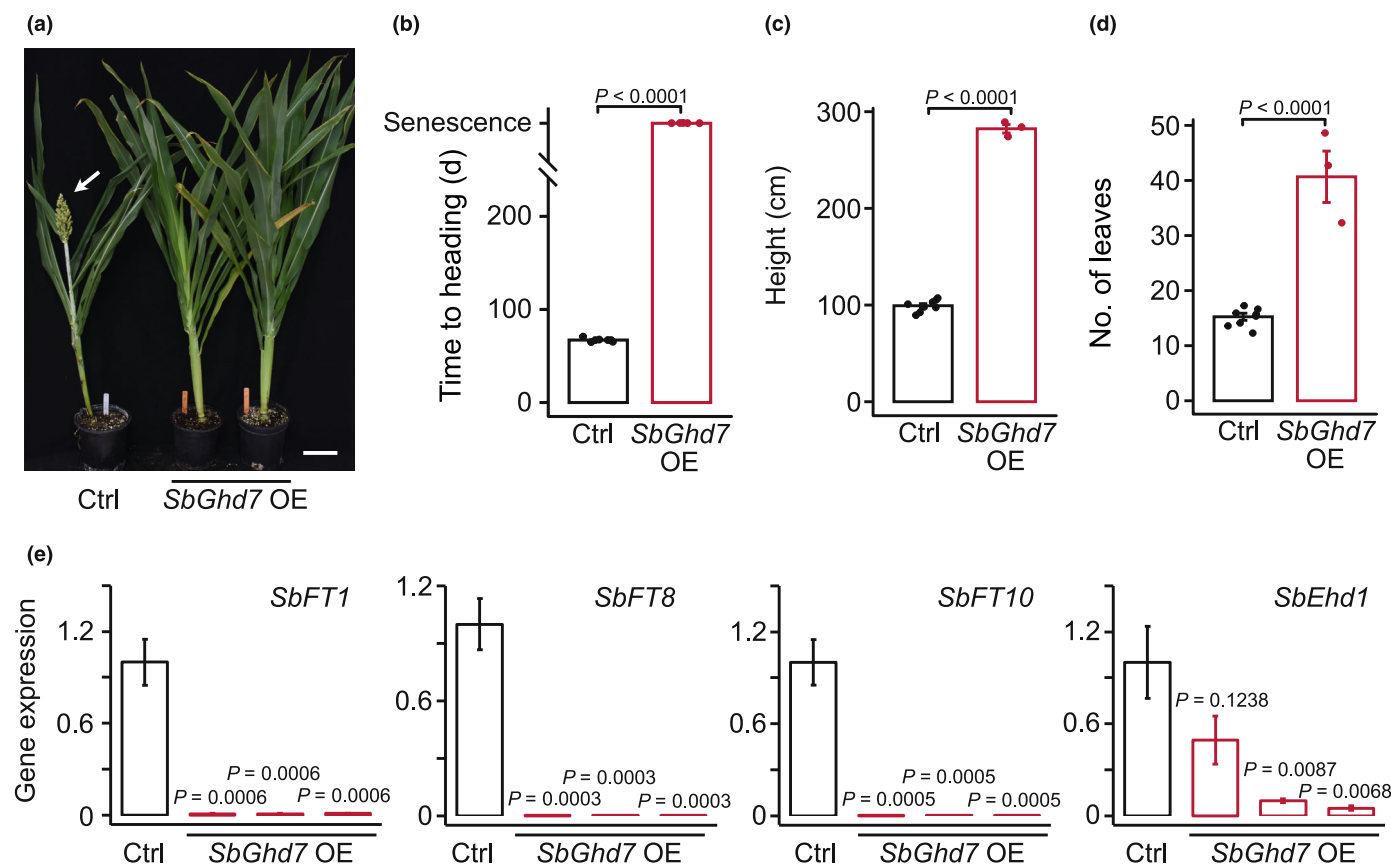 (a)
Ctrl
SbGhd7 OE
(b)
P < 0.0001
Senescence
200
100
0
Time to heading (d)
Ctrl
SbGhd7
OE
(c)
P < 0.0001
300
200
100
0
Height (cm)
Ctrl
SbGhd7
OE
(d)
P < 0.0001
50
40
30
20
10
0
No. of leaves
Ctrl
SbGhd7
OE
(e)
Gene expression
SbFT1
1.2
0.6
0
P = 0.0006
P = 0.0006
P = 0.0006
Ctrl
SbGhd7 OE
SbFT8
1.2
0.6
0
P = 0.0003
P = 0.0003
P = 0.0003
Ctrl
SbGhd7 OE
SbFT10
1.2
0.6
0
P = 0.0005
P = 0.0005
P = 0.0005
Ctrl
SbGhd7 OE
SbEhd1
1.2
0.6
0
P = 0.1238
P = 0.0087
P = 0.0068
Ctrl
SbGhd7 OE